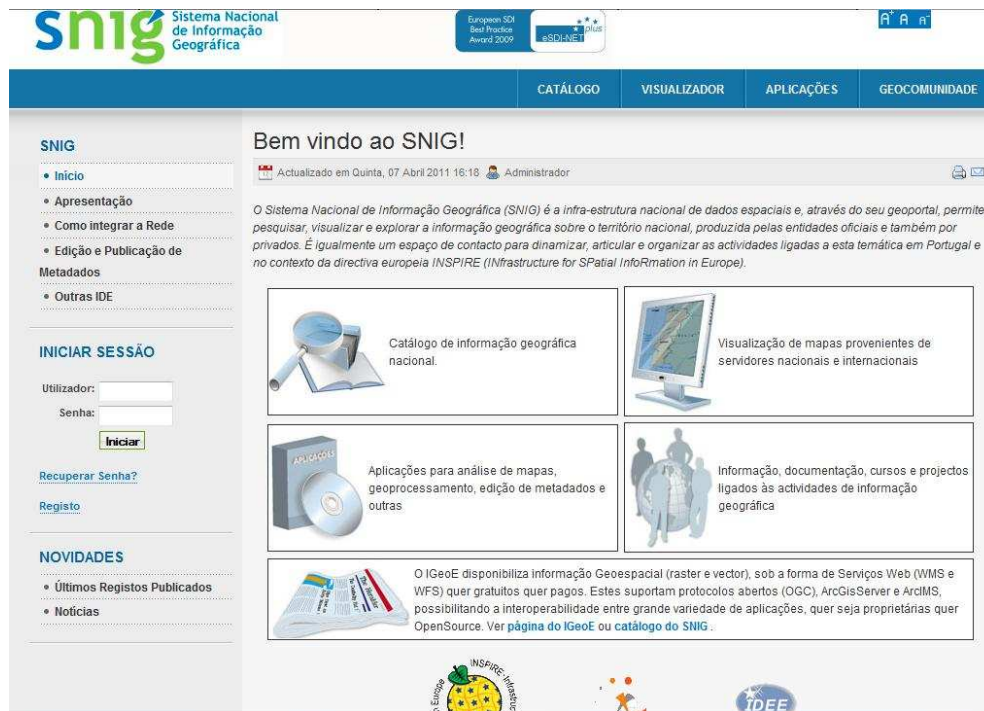 snig
Sistema Nacional
de Informação
Geográfica
European SDI
Best Practice
Award 2009
eSDI-NET plus
A+ A A-
CATÁLOGO
VISUALIZADOR
APLICAÇÕES
GEOCOMUNIDADE
SNIG
Início
Apresentação
Como integrar a Rede
Edição e Publicação de
Metadados
Outras IDE
INICIAR SESSÃO
Utilizador:
Senha:
Iniciar
Recuperar Senha?
Registo
NOVIDADES
Últimos Registos Publicados
Notícias
Bem vindo ao SNIG!
Actualizado em Quinta, 07 Abril 2011 16:18 Administrador
O Sistema Nacional de Informação Geográfica (SNIG) é a infra-estrutura nacional de dados espaciais e, através do seu geoportal, permite
pesquisar, visualizar e explorar a informação geográfica sobre o território nacional, produzida pelas entidades oficiais e também por
privados. É igualmente um espaço de contacto para dinamizar, articular e organizar as actividades ligadas a esta temática em Portugal e
no contexto da directiva europeia INSPIRE (INfrastructure for SPatial InfoRmation in Europe).
Catálogo de informação geográfica
nacional.
Visualização de mapas provenientes de
servidores nacionais e internacionais
APLICAÇÕES
Aplicações para análise de mapas,
geoprocessamento, edição de metadados e
outras
Informação, documentação, cursos e projectos
ligados às actividades de informação
geográfica
O IGeoE disponibiliza informação Geoespacial (raster e vector), sob a forma de Serviços Web (WMS e
WFS) quer gratuitos quer pagos. Estes suportam protocolos abertos (OGC), ArcGisServer e ArcIMS,
possibilitando a interoperabilidade entre grande variedade de aplicações, quer seja proprietárias quer
OpenSource. Ver página do IGeoE ou catálogo do SNIG .
INSPIRE
Europe
IDEE